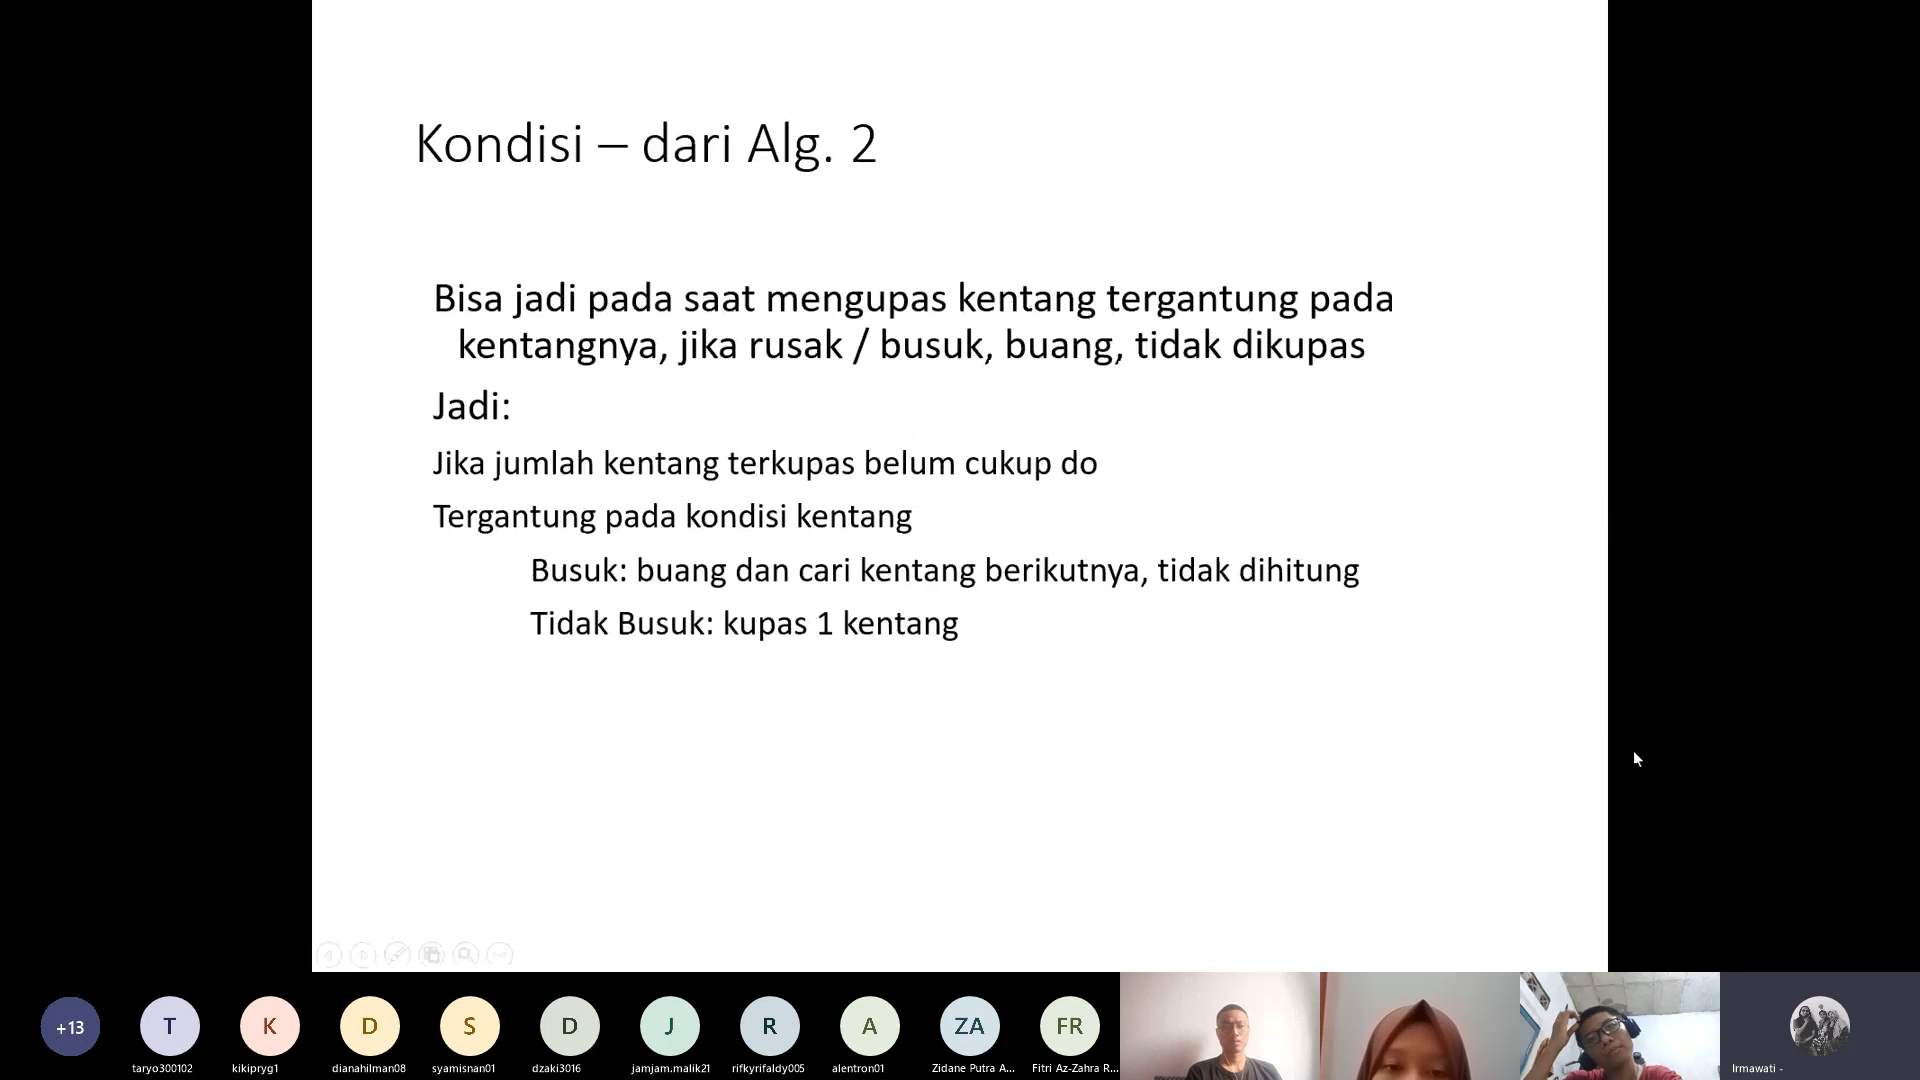 Kondisi – dari Alg. 2
Bisa jadi pada saat mengupas kentang tergantung pada
kentangnya, jika rusak / busuk, buang, tidak dikupas
Jadi:
Jika jumlah kentang terkupas belum cukup do
Tergantung pada kondisi kentang
Busuk: buang dan cari kentang berikutnya, tidak dihitung
Tidak Busuk: kupas 1 kentang
+13
T
K
D
S
D
J
R
A
ZA
FR
taryo300102
kikipryg1
dianahilman08
syamisnan01
dzaki3016
jamjam.malik21
rifkyrifaldy005
alentron01
Zidane Putra A...
Fitri Az-Zahra R...
Irmawati -